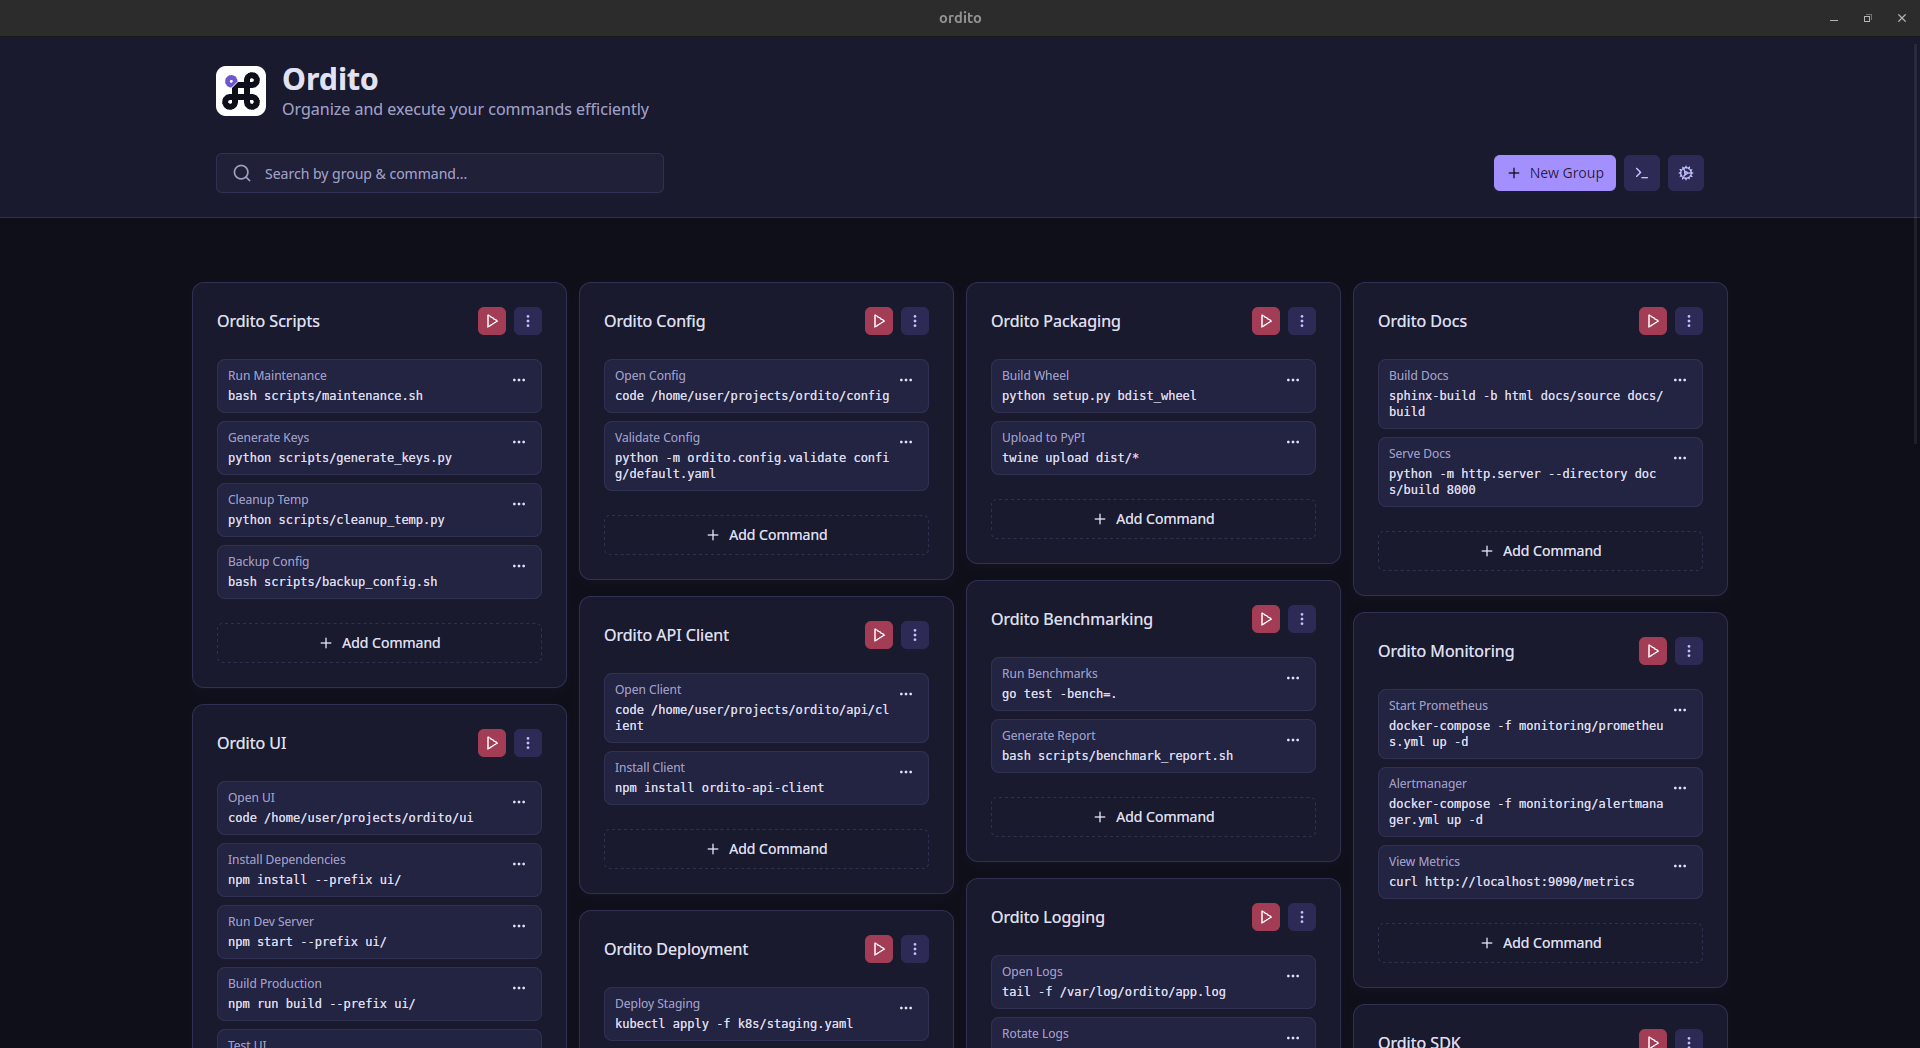 ordito
Ordito
Organize and execute your commands efficiently
Search by group & command...
New Group
Ordito Scripts
Run Maintenance
bash scripts/maintenance.sh
Generate Keys
python scripts/generate_keys.py
Cleanup Temp
python scripts/cleanup_temp.py
Backup Config
bash scripts/backup_config.sh
Add Command
Ordito UI
Open UI
code /home/user/projects/ordito/ui
Install Dependencies
npm install --prefix ui/
Run Dev Server
npm start --prefix ui/
Build Production
npm run build --prefix ui/
Test UI
Ordito Config
Open Config
code /home/user/projects/ordito/config
Validate Config
python -m ordito.config.validate confi
g/default.yaml
Add Command
Ordito API Client
Open Client
code /home/user/projects/ordito/api/cl
ient
Install Client
npm install ordito-api-client
Add Command
Ordito Deployment
Deploy Staging
kubectl apply -f k8s/staging.yaml
Ordito Packaging
Build Wheel
python setup.py bdist_wheel
Upload to PyPI
twine upload dist/*
Add Command
Ordito Benchmarking
Run Benchmarks
go test -bench=.
Generate Report
bash scripts/benchmark_report.sh
Add Command
Ordito Logging
Open Logs
tail -f /var/log/ordito/app.log
Rotate Logs
Ordito Docs
Build Docs
sphinx-build -b html docs/source docs/
build
Serve Docs
python -m http.server --directory doc
s/build 8000
Add Command
Ordito Monitoring
Start Prometheus
docker-compose -f monitoring/prometheu
s.yml up -d
Alertmanager
docker-compose -f monitoring/alertmana
ger.yml up -d
View Metrics
curl http://localhost:9090/metrics
Add Command
Ordito SDK